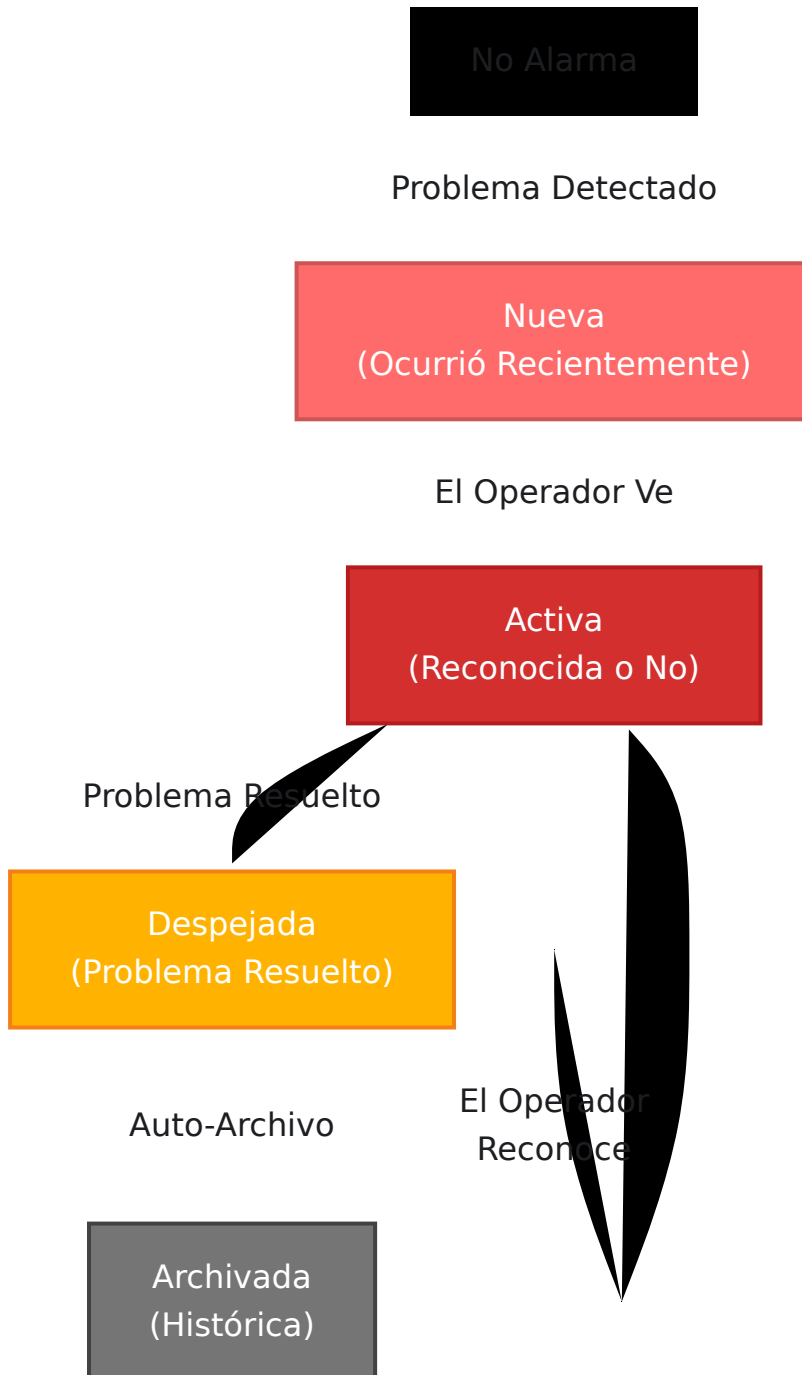 No Alarma
Problema Detectado
Nueva
(Ocurrió Recientemente)
El Operador Ve
Activa
(Reconocida o No)
Problema Resuelto
Despejada
(Problema Resuelto)
El Operador
Reconoce
Auto-Archivo
Archivada
(Histórica)